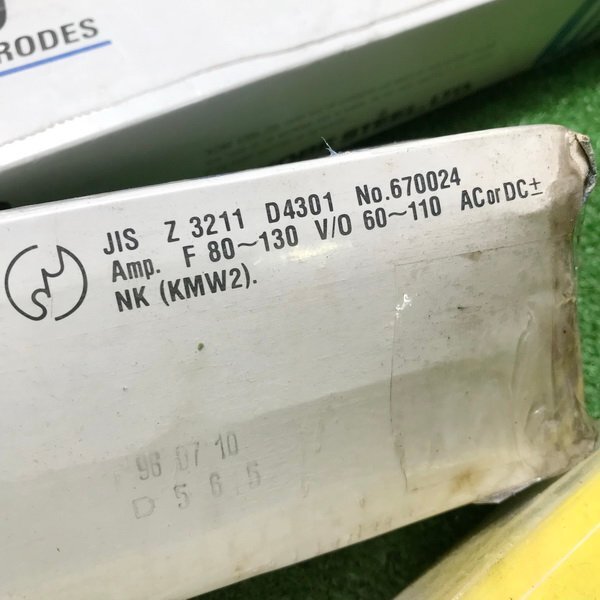 RODES
JIS Z 3211 D4301 No.670024
Amp. F 80~130 V/O 60~110 AC or DC±
NK (KMW2).
96 07 10
D 5 6 5